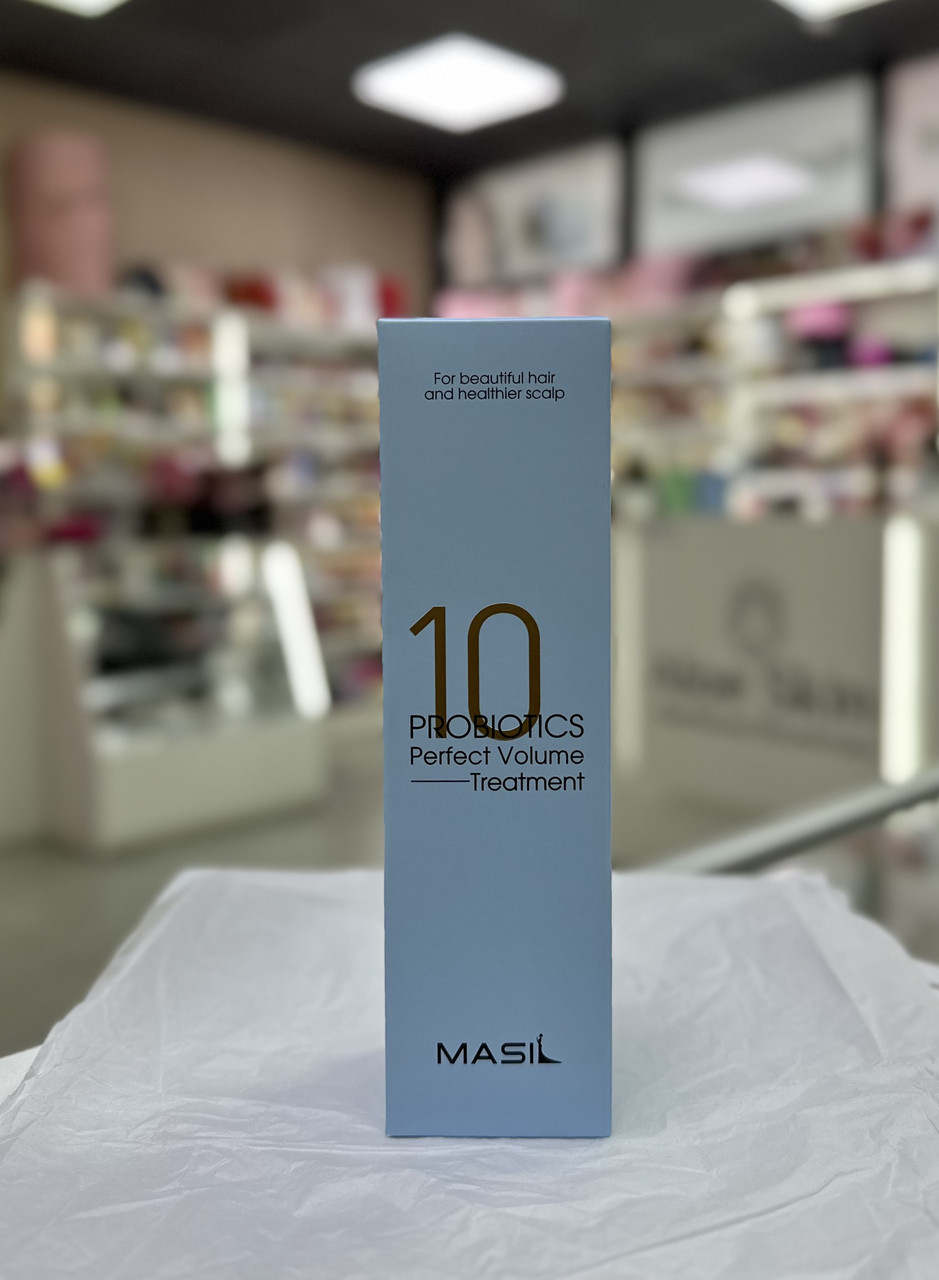 For beautiful hair
and healthier scalp
10
PROBIOTICS
Perfect Volume
Treatment
MASIL